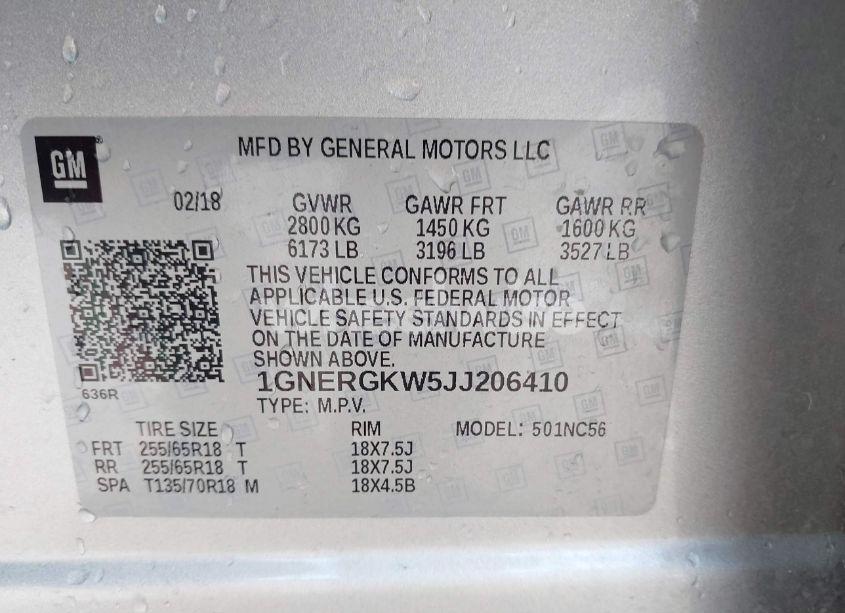 GM
MFD BY GENERAL MOTORS LLC
02/18 GVWR GAWR FRT GAWR RR
2800 KG 1450 KG 1600 KG
6173 LB 3196 LB 3527 LB
THIS VEHICLE CONFORMS TO ALL
APPLICABLE U.S. FEDERAL MOTOR
VEHICLE SAFETY STANDARDS IN EFFECT
ON THE DATE OF MANUFACTURE
SHOWN ABOVE.
1GNERGKW5JJ206410
636R
TYPE: M.P.V.
TIRE SIZE RIM MODEL: 501NC56
FRT 255/65R18 T 18X7.5J
RR 255/65R18 T 18X7.5J
SPA T135/70R18 M 18X4.5B